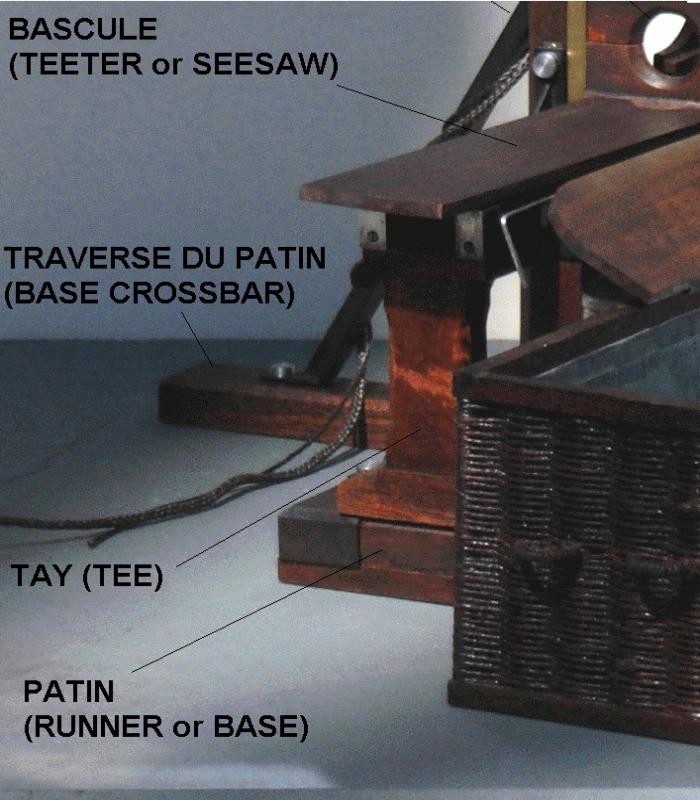 BASCULE
(TEETER or SEESAW)
TRAVERSE DU PATIN
(BASE CROSSBAR)
TAY (TEE)
PATIN
(RUNNER or BASE)